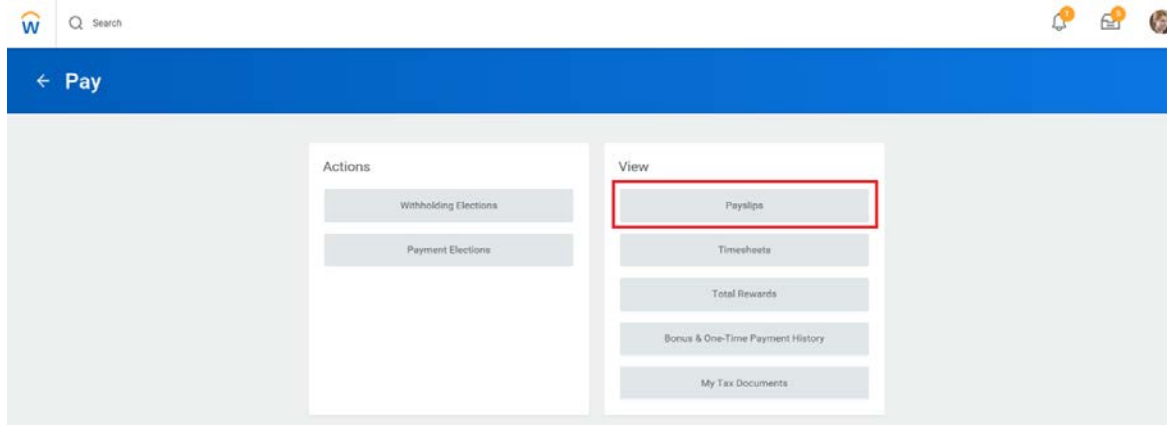 W
Search
1
← Pay
Actions
Withholding Elections
Payment Elections
View
Payslips
Timesheets
Total Rewards
Bonus & One-Time Payment History
My Tax Documents